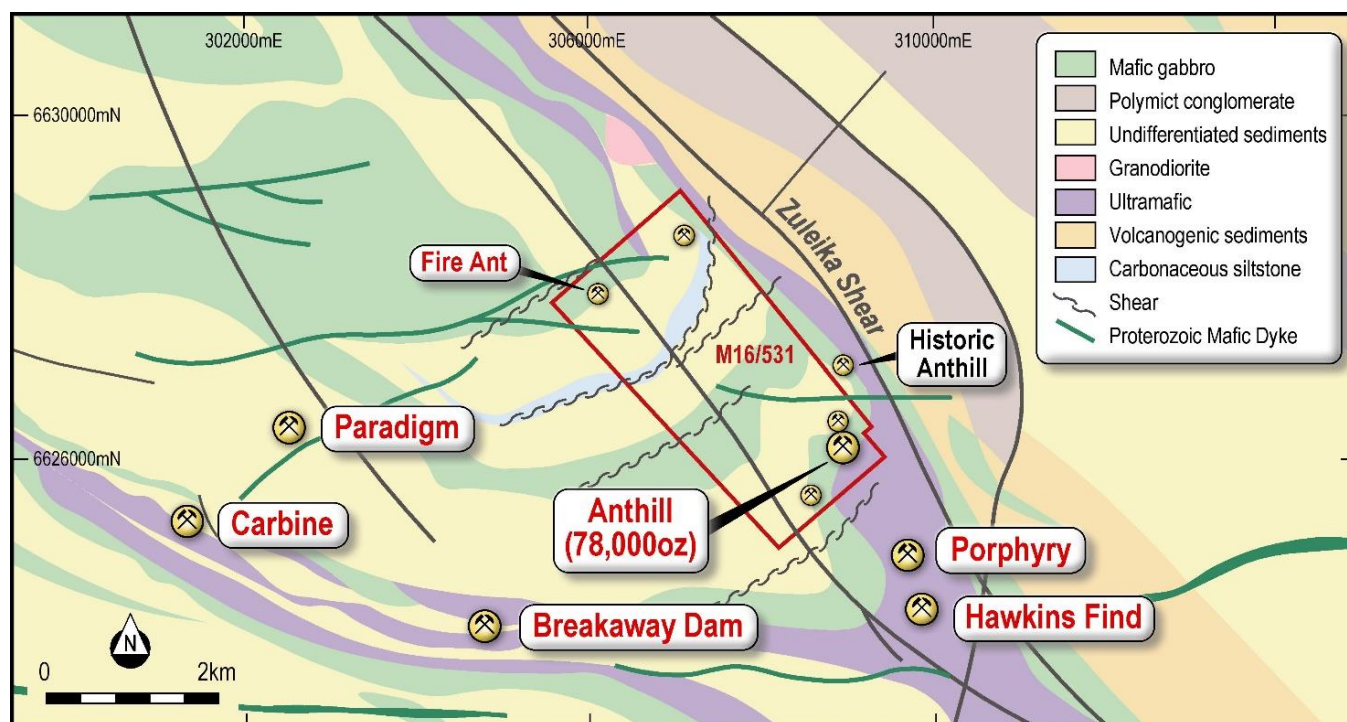 302000mE
306000mE
310000mE
6630000mN
6626000mN
Mafic gabbro
Polymict conglomerate
Undifferentiated sediments
Granodiorite
Ultramafic
Volcanogenic sediments
Carbonaceous siltstone
Shear
Proterozoic Mafic Dyke
Zuleika Shear
Fire Ant
M16/531
Historic
Anthill
Paradigm
Carbine
Anthill
(78,000oz)
Porphyry
Hawkins Find
Breakaway Dam
N
0
2km